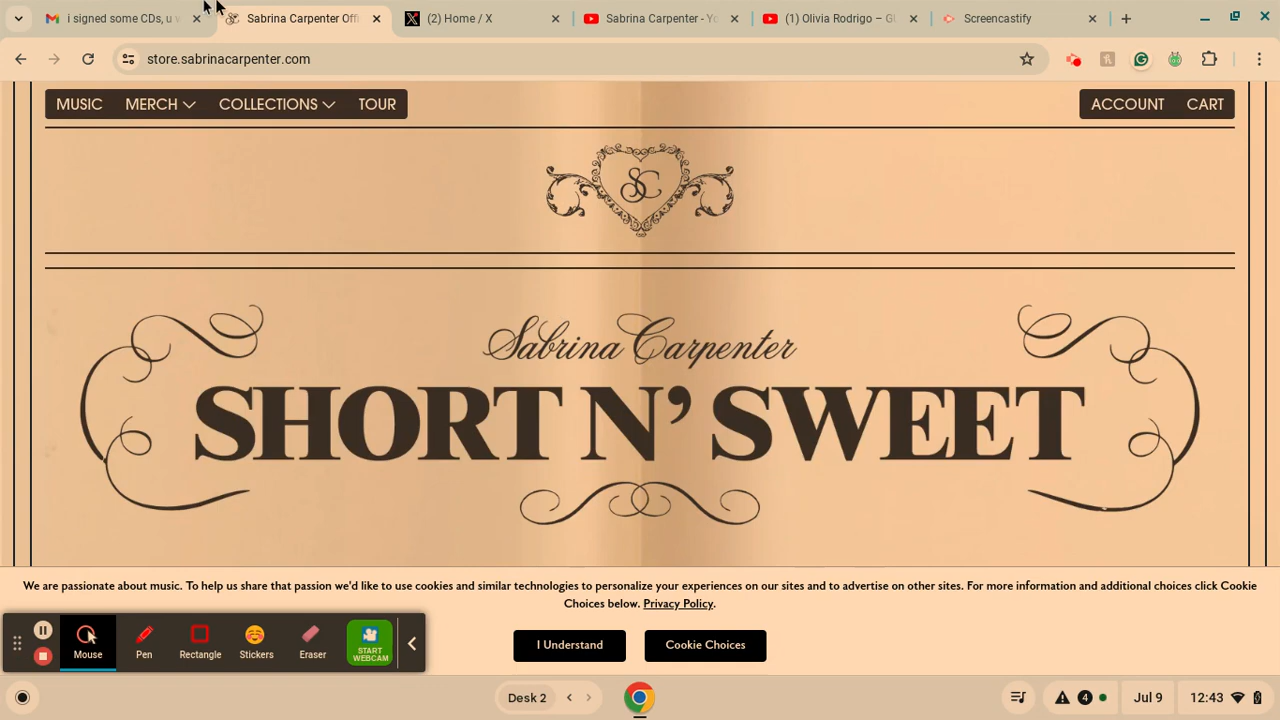 i signed some CDs, u
Sabrina Carpenter Offi
(2) Home / X
Sabrina Carpenter - Yo
(1) Olivia Rodrigo – GU
Screencastify
store.sabrinacarpenter.com
MUSIC MERCH COLLECTIONS TOUR
ACCOUNT CART
SC
Sabrina Carpenter
SHORT N' SWEET
We are passionate about music. To help us share that passion we'd like to use cookies and similar technologies to personalize your experiences on our sites and to advertise on other sites. For more information and additional choices click Cookie
Choices below. Privacy Policy.
I Understand
Cookie Choices
Mouse
Pen
Rectangle
Stickers
Eraser
START
WEBCAM
Desk 2
4
Jul 9
12:43